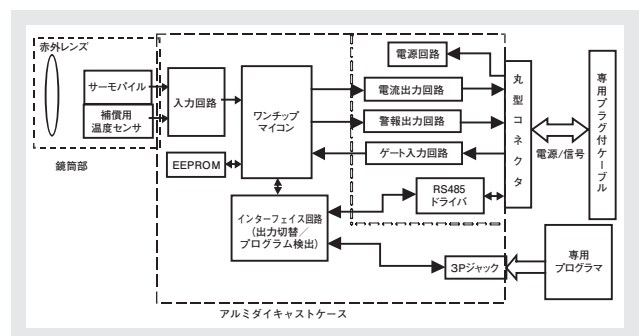 赤外レンズ
サーモパイル
補償用
温度センサ
鏡筒部
入力回路
EEPROM
ワンチップ
マイコン
インターフェイス回路
(出力切替／
プログラム検出)
電源回路
電流出力回路
警報出力回路
ゲート入力回路
RS485
ドライバ
3Pジャック
丸型コネクタ
電源/信号
専用プラグ付ケーブル
専用
プログラマ
アルミダイキャストケース